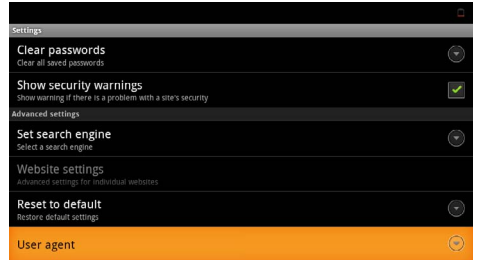 Settings
Clear passwords
Clear all saved passwords
Show security warnings
Show warning if there is a problem with a site's security
Advanced settings
Set search engine
Select a search engine
Website settings
Advanced settings for individual websites
Reset to default
Restore default settings
User agent